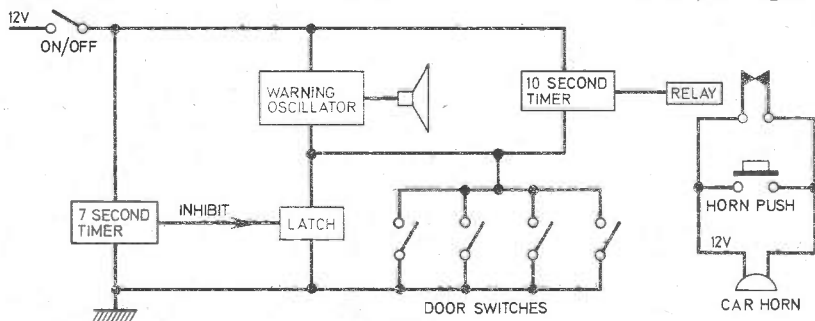 12V
ON/OFF
WARNING
OSCILLATOR
10 SECOND
TIMER
RELAY
7 SECOND
TIMER
INHIBIT
LATCH
HORN PUSH
12V
DOOR SWITCHES
CAR HORN